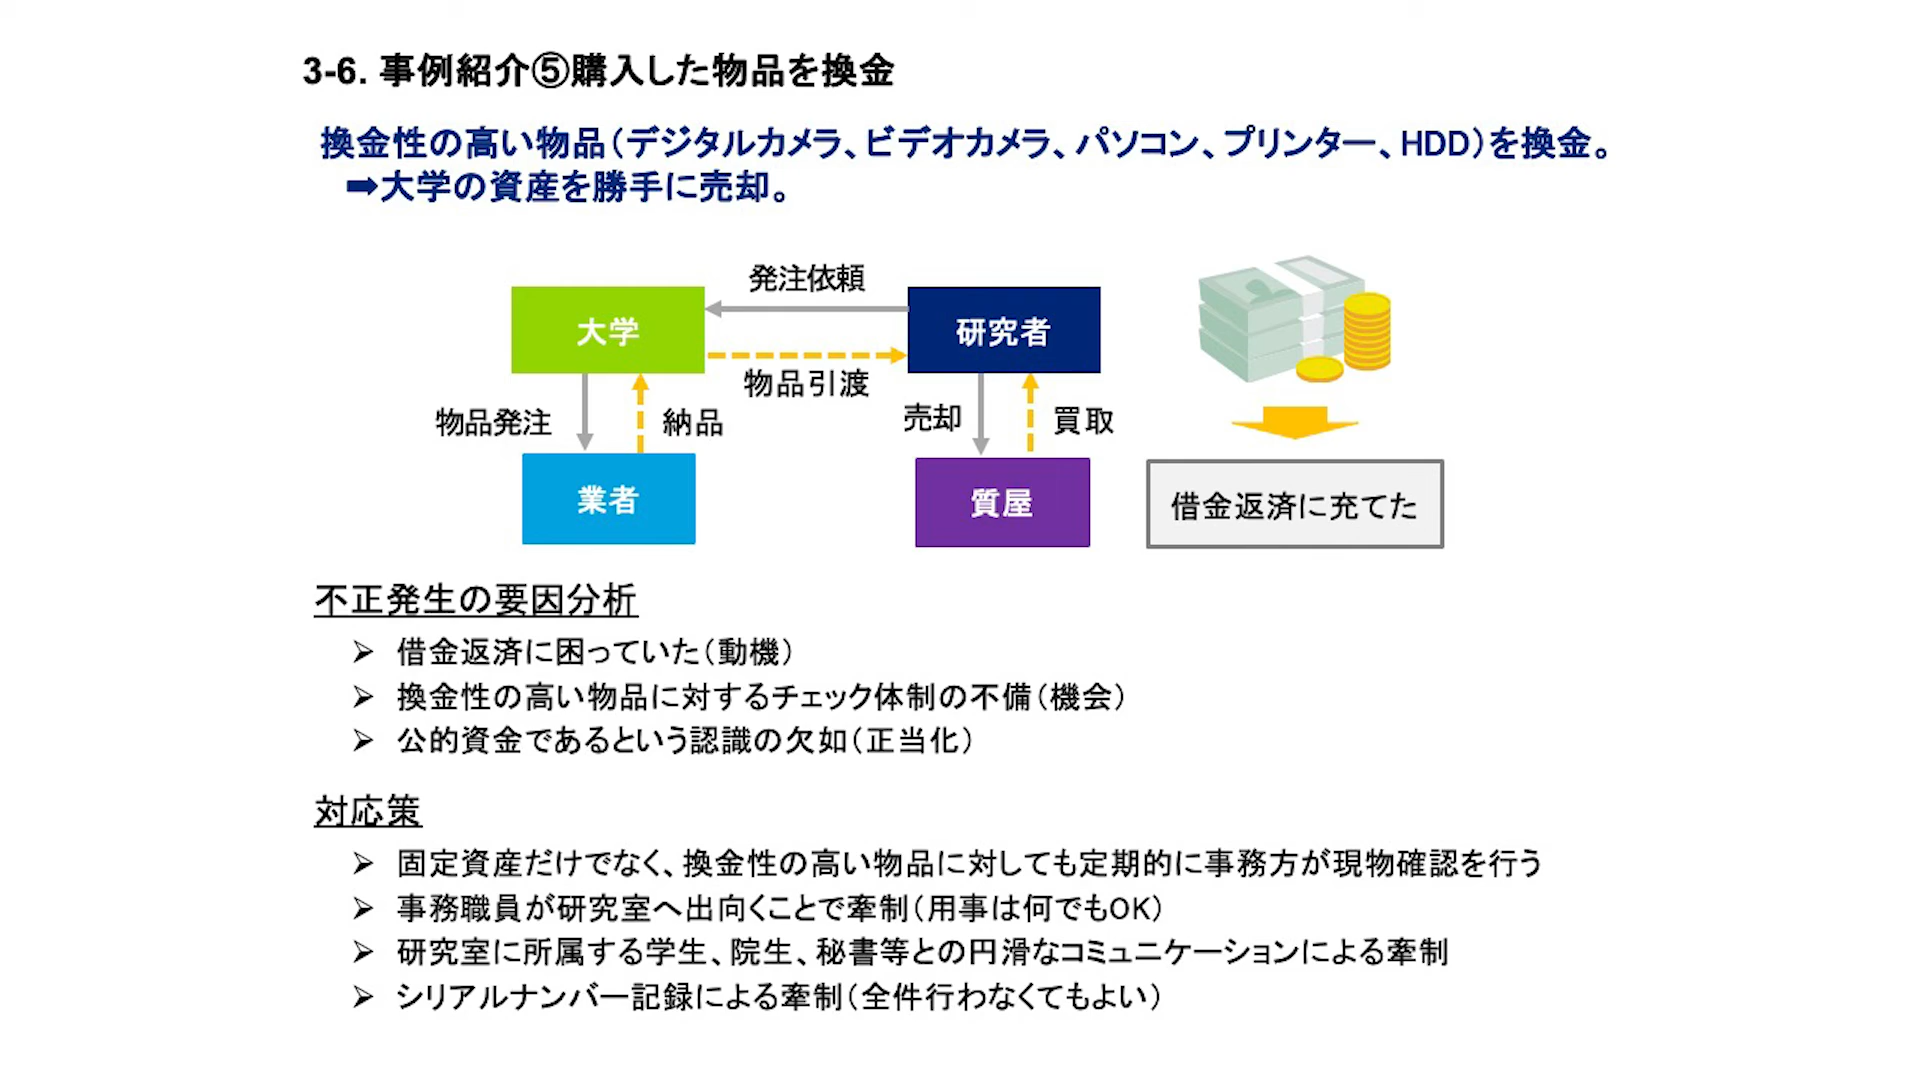 3-6. 事例紹介⑤購入した物品を換金
換金性の高い物品(デジタルカメラ、ビデオカメラ、パソコン、プリンター、HDD)を換金。
➡大学の資産を勝手に売却。
発注依頼
大学
研究者
物品引渡
物品発注
納品
売却
買取
業者
質屋
借金返済に充てた
不正発生の要因分析
➢ 借金返済に困っていた(動機)
➢ 換金性の高い物品に対するチェック体制の不備(機会)
➢ 公的資金であるという認識の欠如(正当化)
対応策
➢ 固定資産だけでなく、換金性の高い物品に対しても定期的に事務方が現物確認を行う
➢ 事務職員が研究室へ出向くことで牽制(用事は何でもOK)
➢ 研究室に所属する学生、院生、秘書等との円滑なコミュニケーションによる牽制
➢ シリアルナンバー記録による牽制(全件行わなくてもよい)